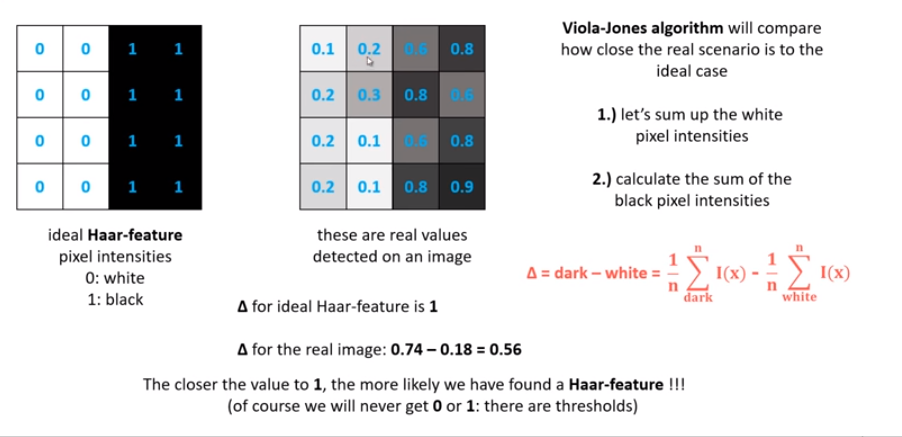 0 0 1 1
0 0 1 1
0 0 1 1
0 0 1 1
ideal Haar-feature
pixel intensities
0: white
1: black
0.1 0.2 0.6 0.8
0.2 0.3 0.8 0.6
0.2 0.1 0.6 0.8
0.2 0.1 0.8 0.9
these are real values
detected on an image
Viola-Jones algorithm will compare
how close the real scenario is to the
ideal case
1.) let's sum up the white
pixel intensities
2.) calculate the sum of the
black pixel intensities
Δ = dark – white = 1/n ∑ dark n I(x) - 1/n ∑ white n I(x)
Δ for ideal Haar-feature is 1
Δ for the real image: 0.74 – 0.18 = 0.56
The closer the value to 1, the more likely we have found a Haar-feature !!!
(of course we will never get 0 or 1: there are thresholds)